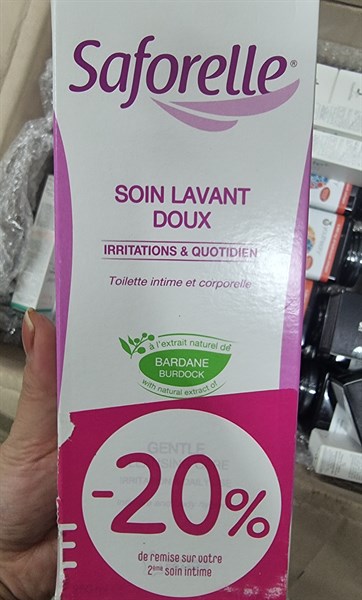 Saforelle®
SOIN LAVANT
DOUX
IRRITATIONS & QUOTIDIEN
Toilette intime et corporelle
à l'extrait naturel de
BARDANE
BURDOCK
with natural extract of
GENTLE
-20%
de remise sur votre
2ème soin intime